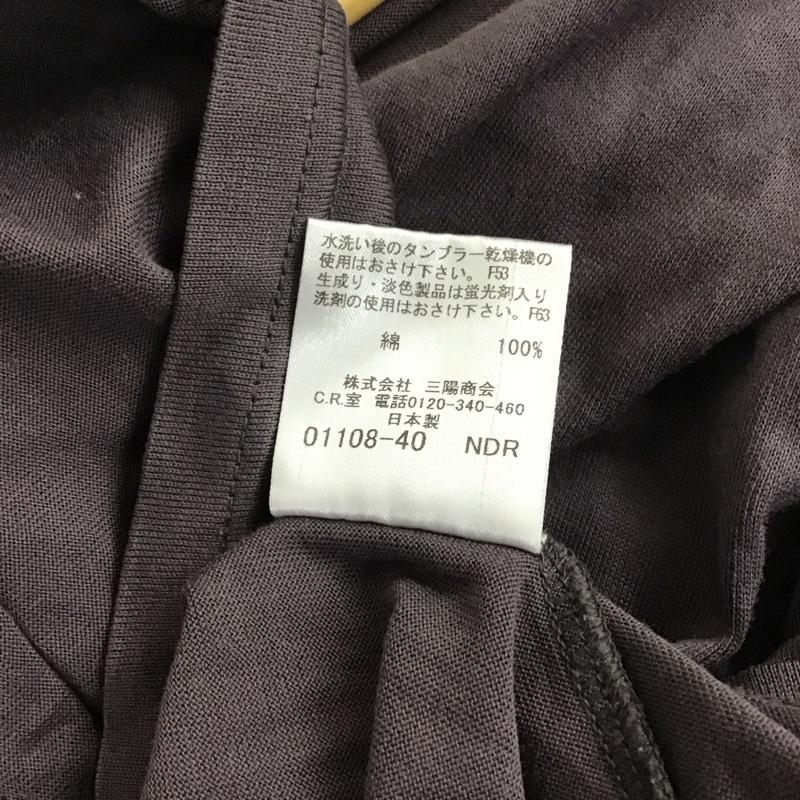 水洗い後のタンブラー乾燥機の
使用はおさけ下さい。F53
生成り・淡色製品は蛍光剤入り
洗剤の使用はおさけ下さい。F63
綿 100%
株式会社 三陽商会
C.R.室 電話0120-340-460
日本製
01108-40 NDR